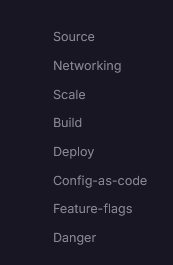 Source
Networking
Scale
Build
Deploy
Config-as-code
Feature-flags
Danger